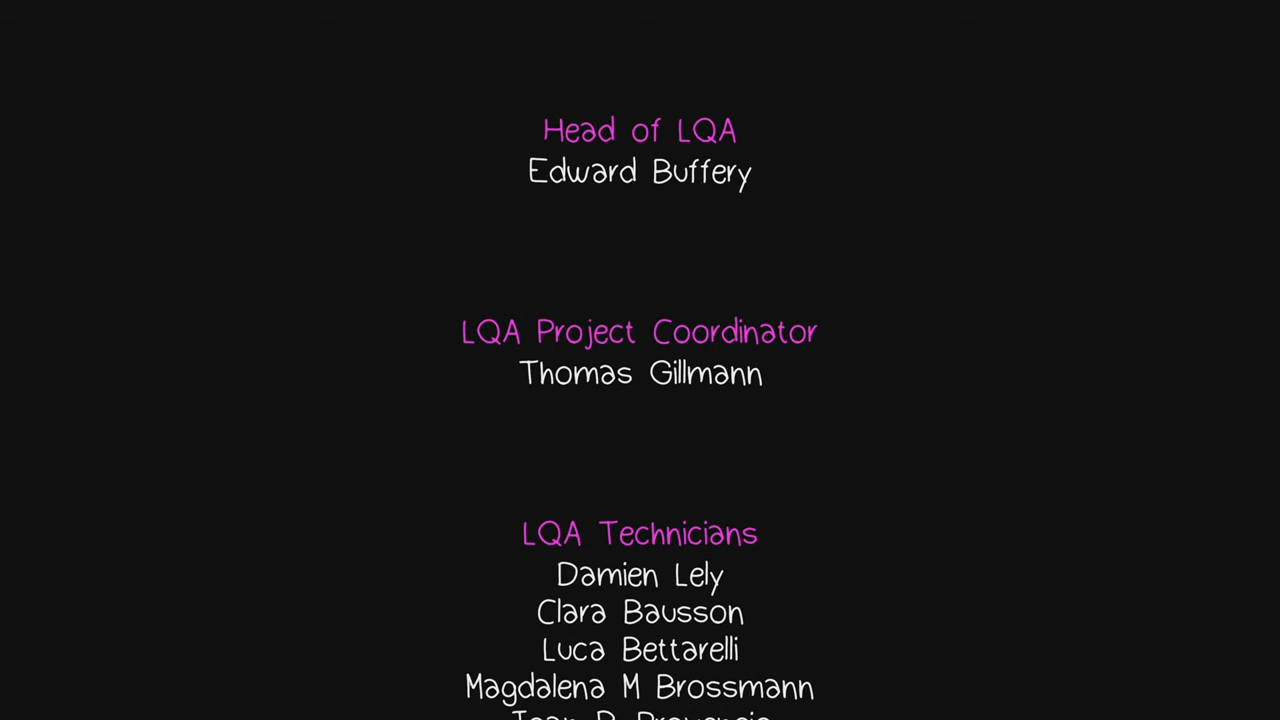 Head of LQA
Edward Buffery
LQA Project Coordinator
Thomas Gillmann
LQA Technicians
Damien Lely
Clara Bausson
Luca Bettarelli
Magdalena M Brossmann